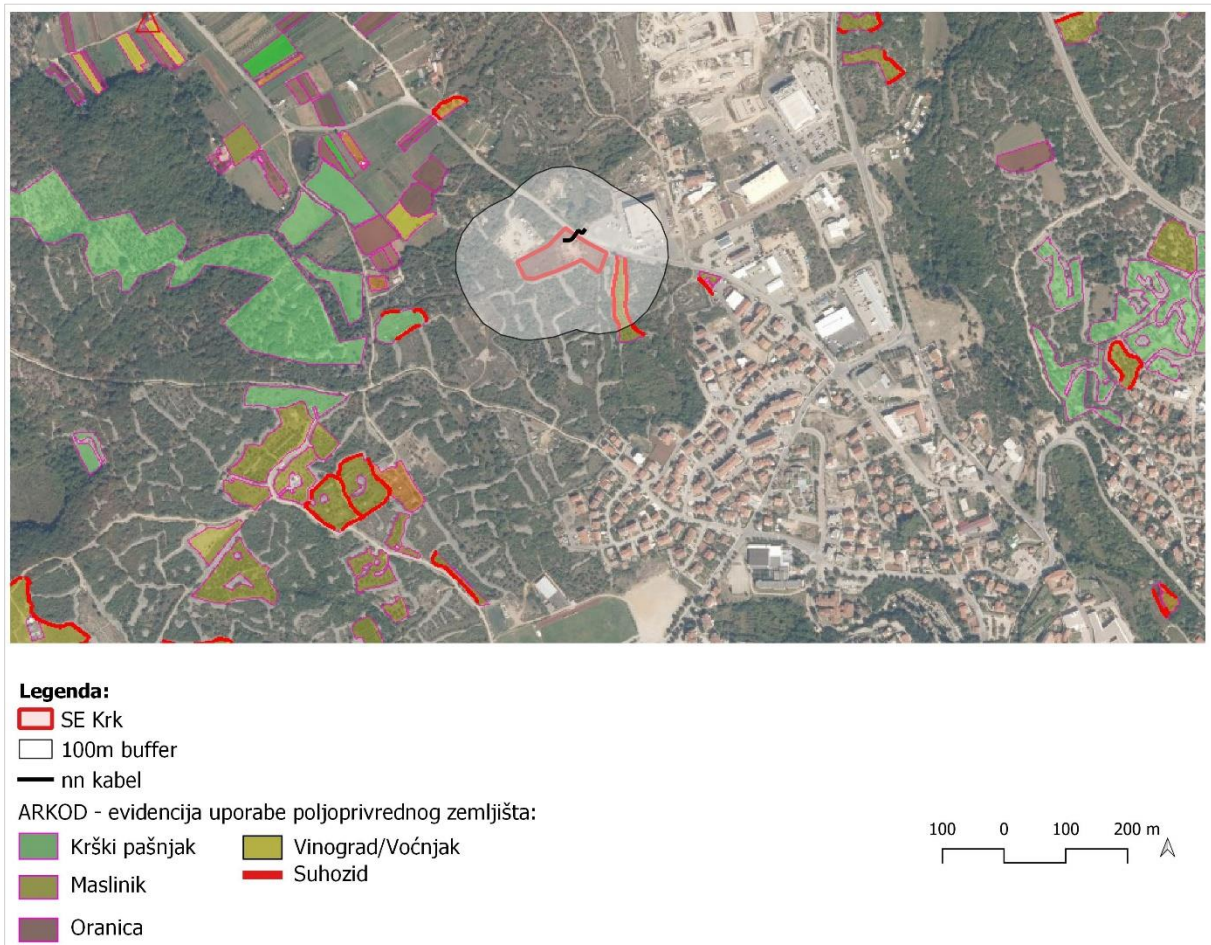 Legenda:
SE Krk
100m buffer
nn kabel
ARKOD - evidencija uporabe poljoprivrednog zemljišta:
Krški pašnjak
Maslinik
Oranica
Vinograd/Voćnjak
Suhozid
100 0 100 200 m